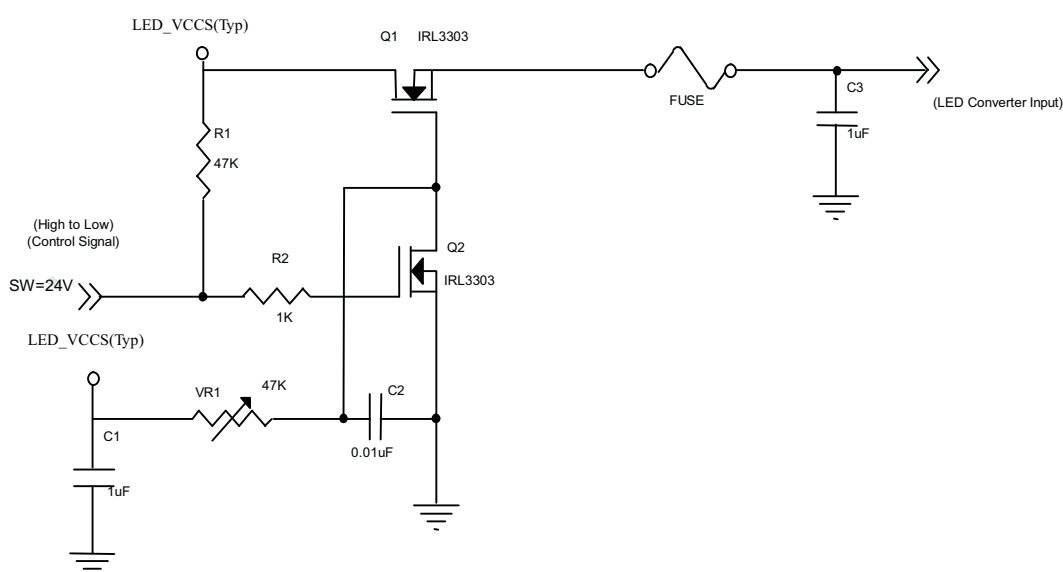 LED_VCCS(Typ)
Q1 IRL3303
FUSE
C3
1uF
(LED Converter Input)
R1
47K
(High to Low)
(Control Signal)
SW=24V
R2
1K
Q2
IRL3303
LED_VCCS(Typ)
VR1 47K
C2
0.01uF
C1
1uF